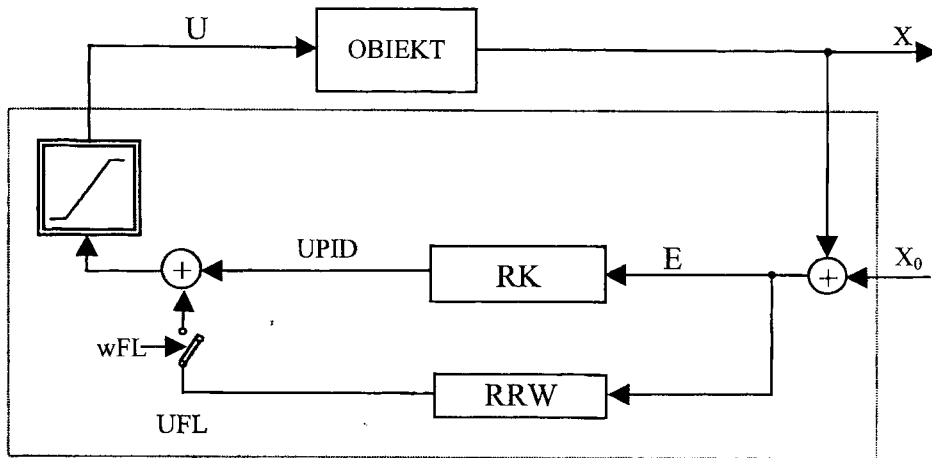 U
OBIEKT
X
UPID
RK
E
+
+
X₀
wFL
RRW
UFL